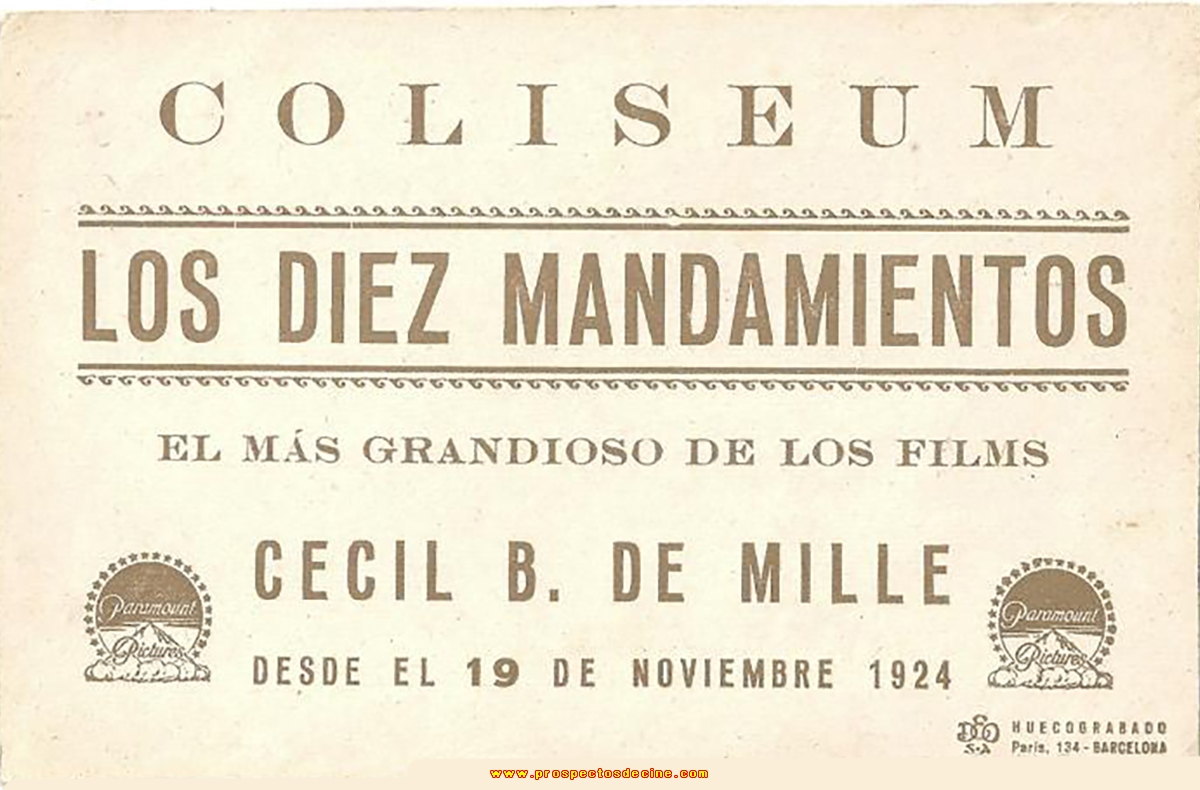 COLISEUM
LOS DIEZ MANDAMIENTOS
EL MÁS GRANDIOSO DE LOS FILMS
CECIL B. DE MILLE
Paramount
Pictures
Paramount
Pictures
DESDE EL 19 DE NOVIEMBRE 1924
HUECOGRABADO
S.A París, 134 - BARCELONA
www.prospectosdecine.com